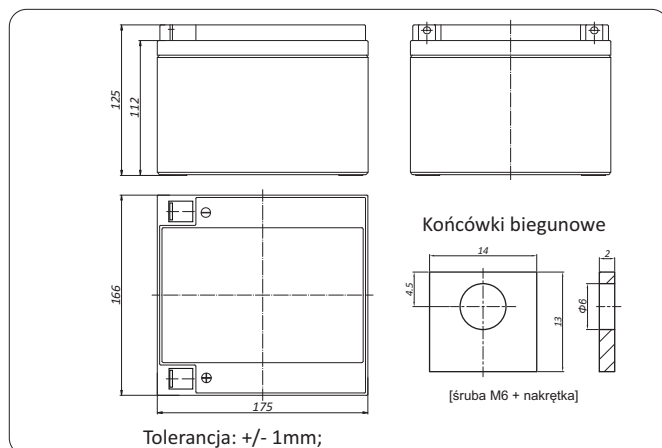 125
112
166
⊖
⊕
175
Tolerancja: +/- 1mm;
Końcówki biegunowe
14
4,5
13
2
Φ6
[śruba M6 + nakrętka]